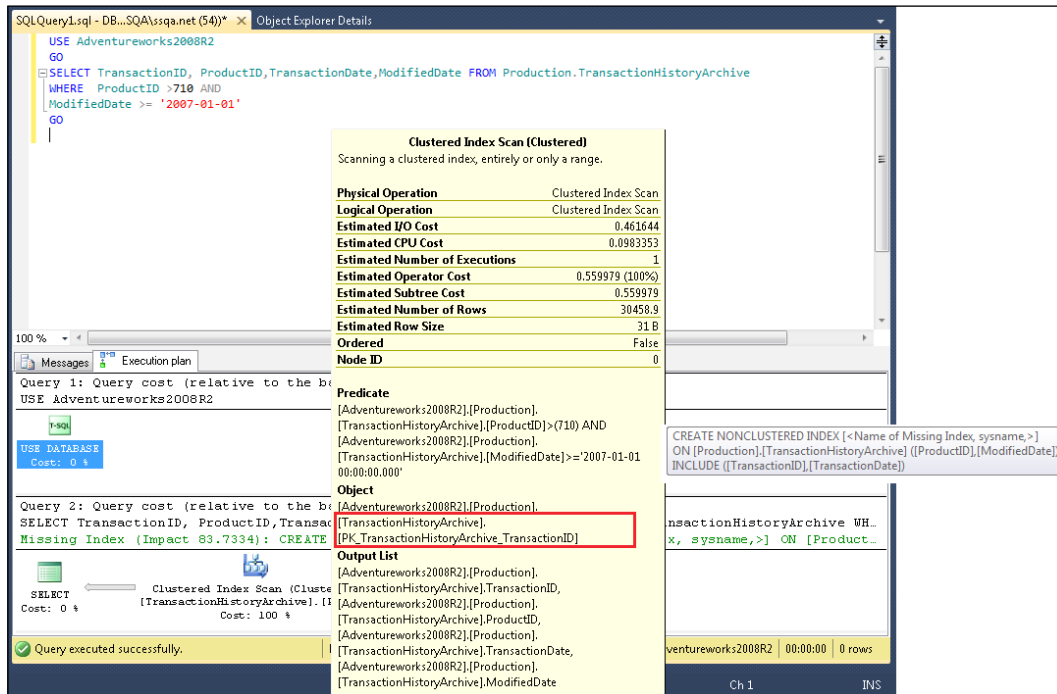 SQLQuery1.sql - DB...SQA\ssqa.net (54))*
Object Explorer Details
USE Adventureworks2008R2
GO
SELECT TransactionID, ProductID,TransactionDate,ModifiedDate FROM Production.TransactionHistoryArchive
WHERE ProductID >710 AND
ModifiedDate >= '2007-01-01'
GO
Clustered Index Scan (Clustered)
Scanning a clustered index, entirely or only a range.
Physical Operation Clustered Index Scan
Logical Operation Clustered Index Scan
Estimated I/O Cost 0.461644
Estimated CPU Cost 0.0983353
Estimated Number of Executions 1
Estimated Operator Cost 0.559979 (100%)
Estimated Subtree Cost 0.559979
Estimated Number of Rows 30458.9
Estimated Row Size 31 B
Ordered False
Node ID 0
Predicate
[Adventureworks2008R2].[Production].
[TransactionHistoryArchive].[ProductID]>(710) AND
[Adventureworks2008R2].[Production].
[TransactionHistoryArchive].[ModifiedDate]>='2007-01-01
00:00:00.000'
Object
[Adventureworks2008R2].[Production].
[TransactionHistoryArchive].
[PK_TransactionHistoryArchive_TransactionID]
Output List
[Adventureworks2008R2].[Production].
[TransactionHistoryArchive].TransactionID,
[Adventureworks2008R2].[Production].
[TransactionHistoryArchive].ProductID,
[Adventureworks2008R2].[Production].
[TransactionHistoryArchive].TransactionDate,
[Adventureworks2008R2].[Production].
[TransactionHistoryArchive].ModifiedDate
100 %
Messages
Execution plan
Query 1: Query cost (relative to the b
USE Adventureworks2008R2
T-SQL
USE DATABASE
Cost: 0 %
CREATE NONCLUSTERED INDEX [<Name of Missing Index, sysname,>]
ON [Production].[TransactionHistoryArchive] ([ProductID],[ModifiedDate])
INCLUDE ([TransactionID],[TransactionDate])
Query 2: Query cost (relative to the b
SELECT TransactionID, ProductID,Transa nsactionHistoryArchive WH...
Missing Index (Impact 83.7334): CREATE x, sysname,>] ON [Product...
SELECT
Cost: 0 %
Clustered Index Scan (Cluste
[TransactionHistoryArchive].[
Cost: 100 %
Query executed successfully.
ventureworks2008R2 00:00:00 0 rows
Ch 1
INS